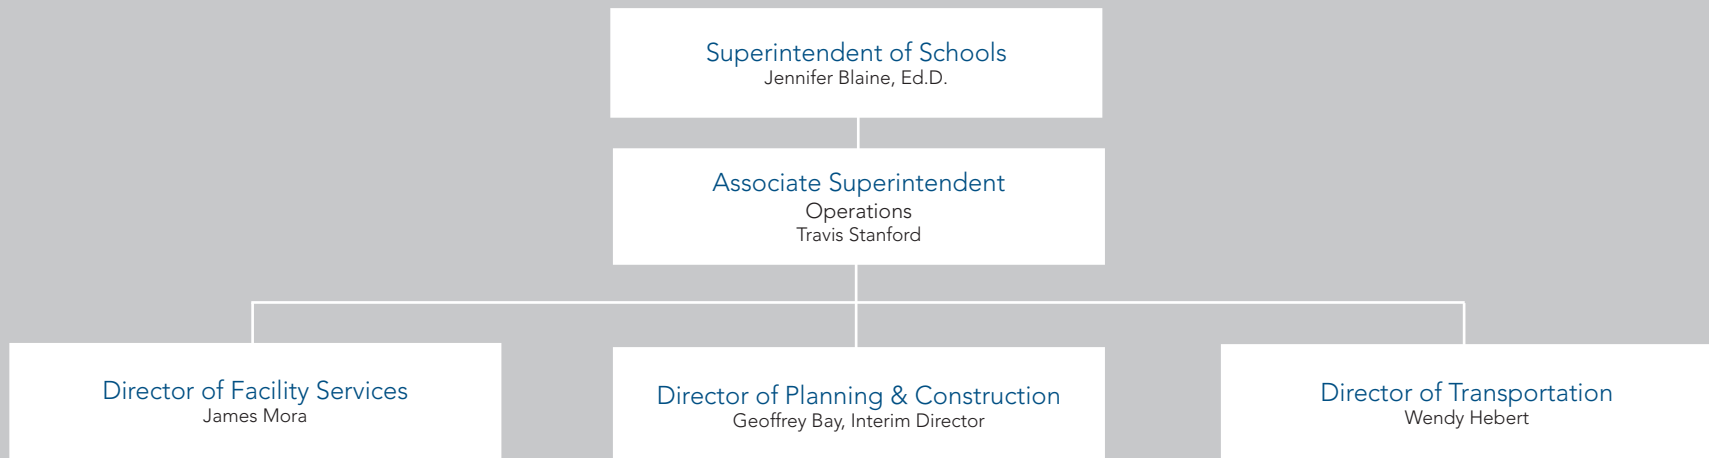 Superintendent of Schools
Jennifer Blaine, Ed.D.
Associate Superintendent
Operations
Travis Stanford
Director of Facility Services
James Mora
Director of Planning & Construction
Geoffrey Bay, Interim Director
Director of Transportation
Wendy Hebert